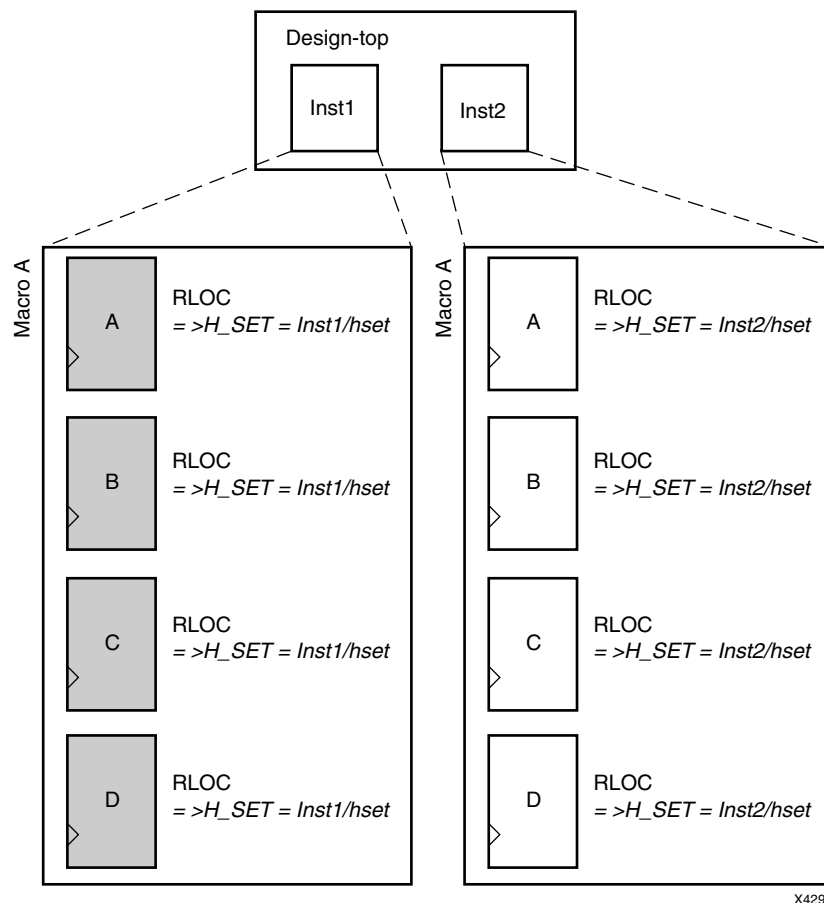 Design-top
Inst1
Inst2
Macro A
A
RLOC
= >H_SET = Inst1/hset
B
RLOC
= >H_SET = Inst1/hset
C
RLOC
= >H_SET = Inst1/hset
D
RLOC
= >H_SET = Inst1/hset
Macro A
A
RLOC
= >H_SET = Inst2/hset
B
RLOC
= >H_SET = Inst2/hset
C
RLOC
= >H_SET = Inst2/hset
D
RLOC
= >H_SET = Inst2/hset
X429